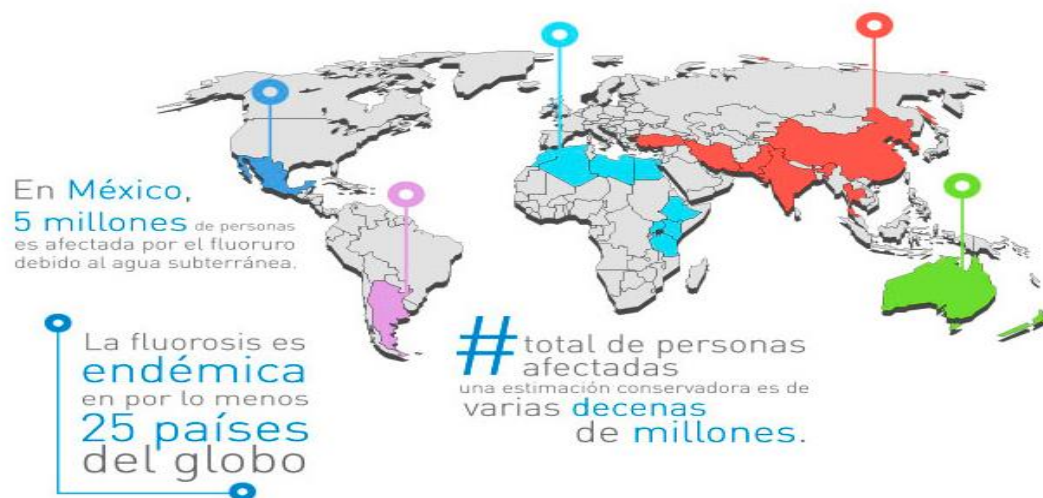 En México,
5 millones de personas
es afectada por el fluoruro
debido al agua subterránea.
La fluorosis es
endémica
en por lo menos
25 países
del globo
# total de personas
afectadas
una estimación conservadora es de
varias decenas
de millones.